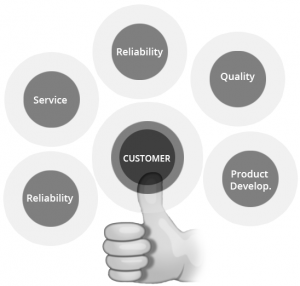 Reliability
Quality
Service
CUSTOMER
Reliability
Product
Develop.